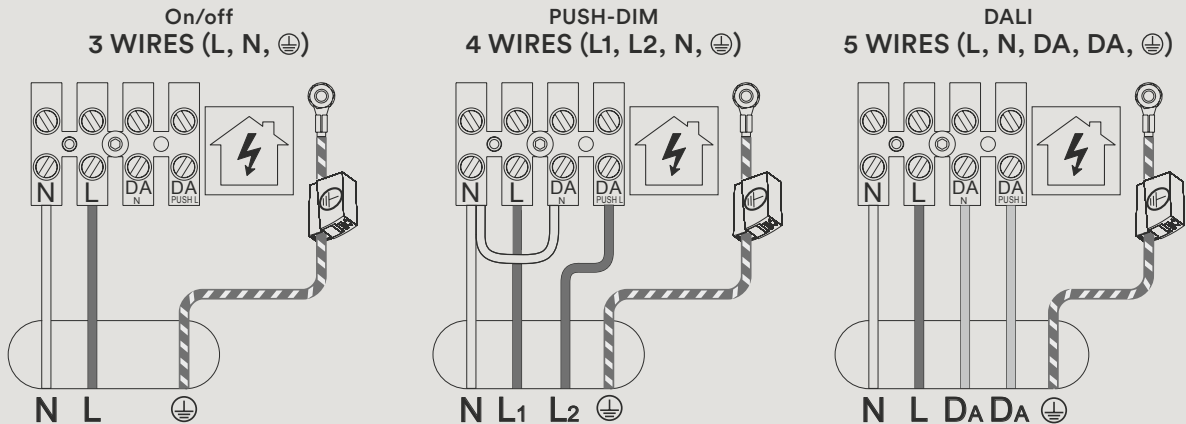 On/off
3 WIRES (L, N, ⏚)
N L DA DA
N PUSH L
N L ⏚
PUSH-DIM
4 WIRES (L1, L2, N, ⏚)
N L DA DA
N PUSH L
N L1 L2 ⏚
DALI
5 WIRES (L, N, DA, DA, ⏚)
N L DA DA
N PUSH L
N L DA DA ⏚